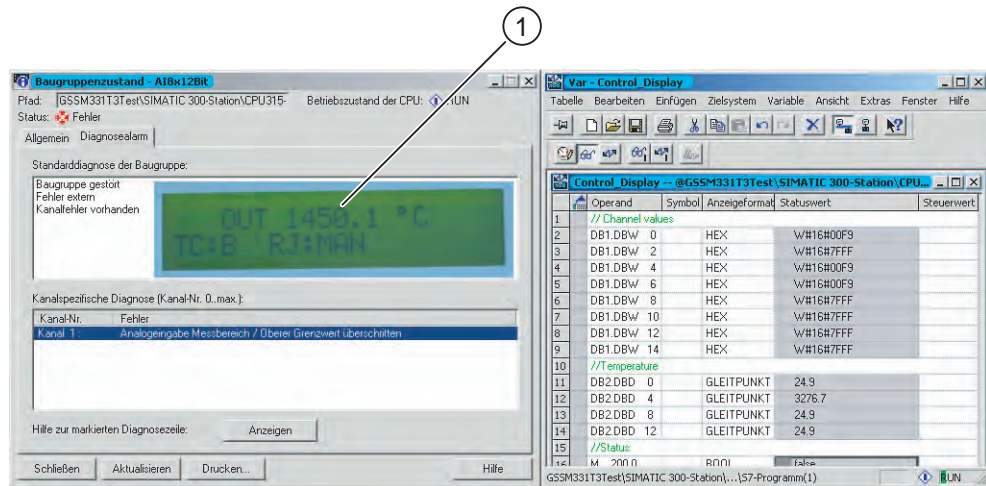 1
Baugruppenzustand - AI8x12Bit
Pfad: GSSM331T3Test\SIMATIC 300-Station\CPU315- Betriebszustand der CPU: RUN
Status: Fehler
Allgemein Diagnosealarm
Standarddiagnose der Baugruppe:
Baugruppe gestört
Fehler extern
Kanalfehler vorhanden
OUT 1450.1 °C
TC:B RJ:MAN
Kanalspezifische Diagnose (Kanal-Nr. 0..max.):
Kanal-Nr. Fehler
Kanal 1: Analogeingabe Messbereich / Oberer Grenzwert überschritten
Hilfe zur markierten Diagnosezeile: Anzeigen
Schließen Aktualisieren Drucken... Hilfe
Var - Control_Display
Tabelle Bearbeiten Einfügen Zielsystem Variable Ansicht Extras Fenster Hilfe
Control_Display -- @GSSM331T3Test\SIMATIC 300-Station\CPU...
Operand Symbol Anzeigeformat Statuswert Steuerwert
1 // Channel values
2 DB1.DBW 0 HEX W#16#00F9
3 DB1.DBW 2 HEX W#16#7FFF
4 DB1.DBW 4 HEX W#16#00F9
5 DB1.DBW 6 HEX W#16#00F9
6 DB1.DBW 8 HEX W#16#7FFF
7 DB1.DBW 10 HEX W#16#7FFF
8 DB1.DBW 12 HEX W#16#7FFF
9 DB1.DBW 14 HEX W#16#7FFF
10 //Temperature
11 DB2.DBD 0 GLEITPUNKT 24.9
12 DB2.DBD 4 GLEITPUNKT 3276.7
13 DB2.DBD 8 GLEITPUNKT 24.9
14 DB2.DBD 12 GLEITPUNKT 24.9
15 //Status
16 M 200.0 BOOL false
GSSM331T3Test\SIMATIC 300-Station\...\S7-Programm(1) RUN